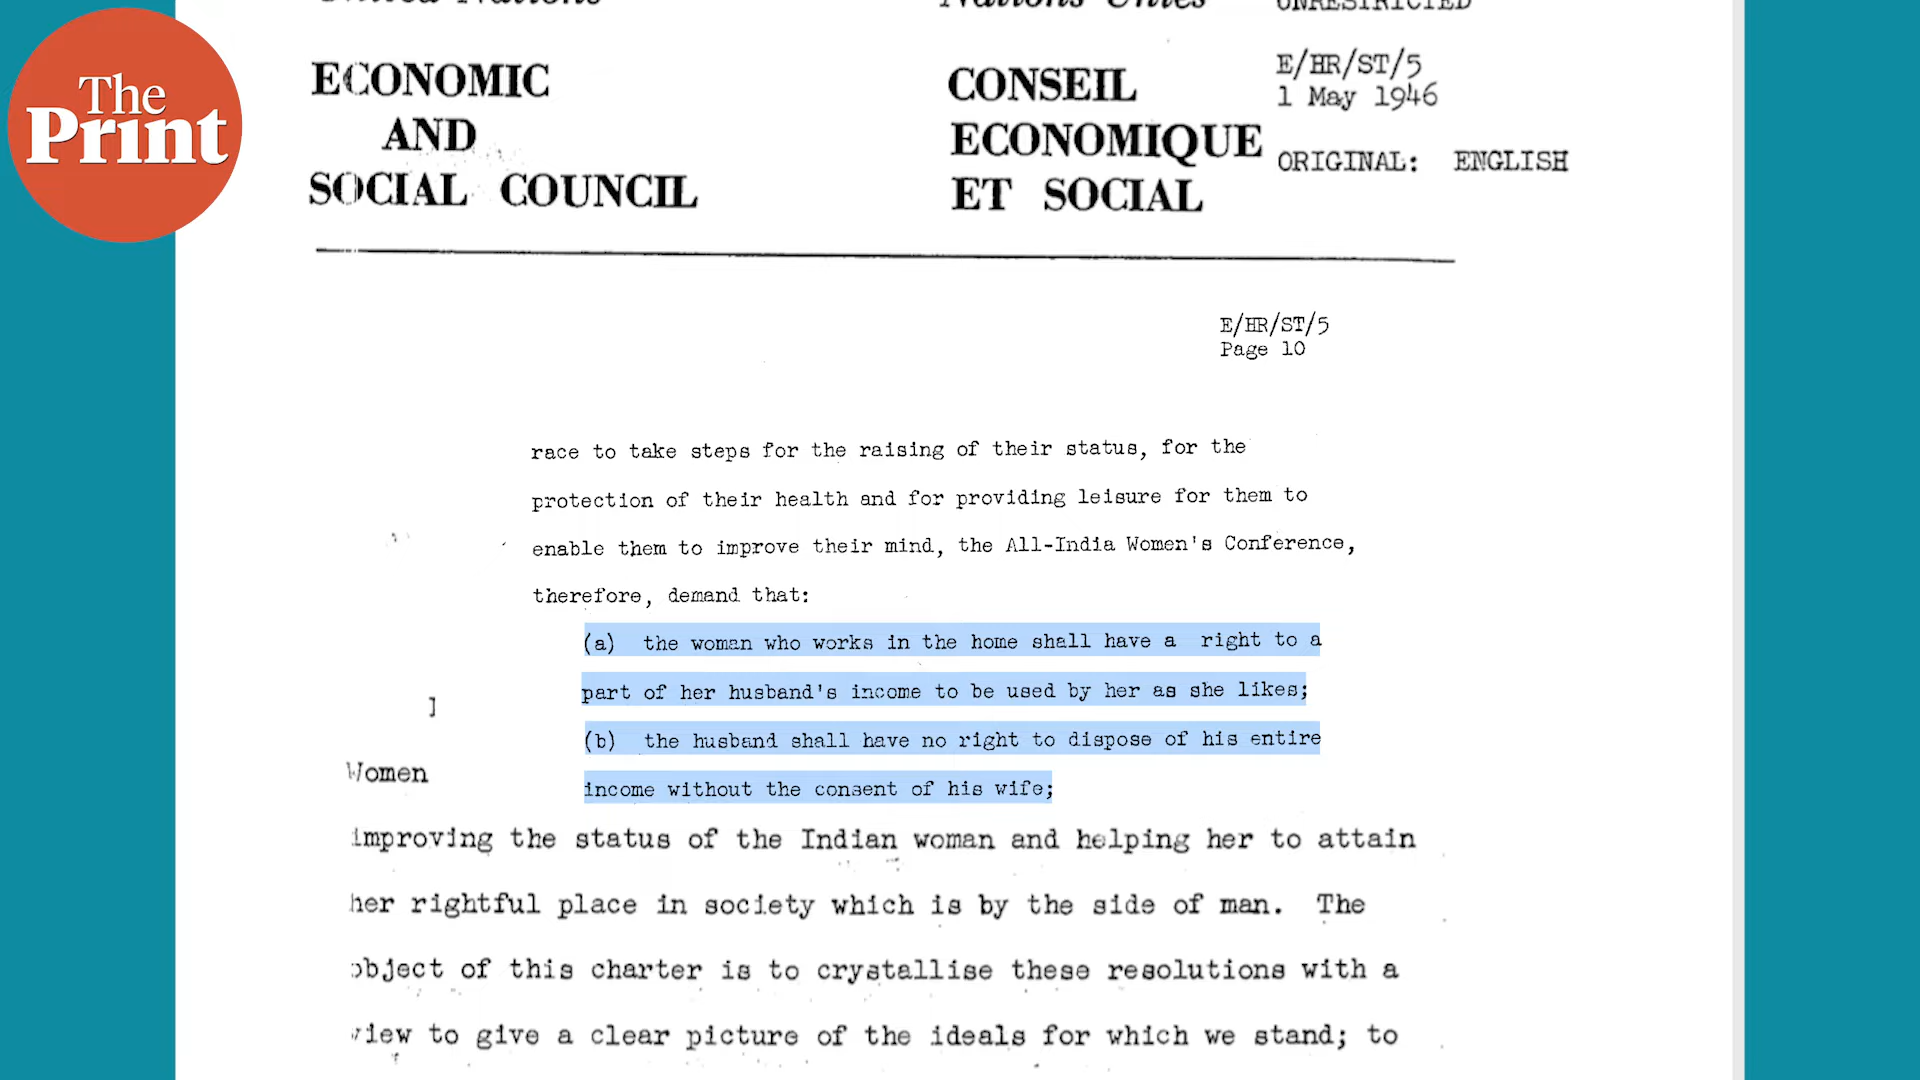 The
Print
United Nations
Nations Unies
UNRESTRICTED
ECONOMIC
AND
SOCIAL COUNCIL
CONSEIL
ECONOMIQUE
ET SOCIAL
E/HR/ST/5
1 May 1946
ORIGINAL: ENGLISH
E/HR/ST/5
Page 10
race to take steps for the raising of their status, for the
protection of their health and for providing leisure for them to
enable them to improve their mind, the All-India Women's Conference,
therefore, demand that:
(a) the woman who works in the home shall have a right to a
part of her husband's income to be used by her as she likes;
(b) the husband shall have no right to dispose of his entire
income without the consent of his wife;
]
Women
improving the status of the Indian woman and helping her to attain
her rightful place in society which is by the side of man. The
object of this charter is to crystallise these resolutions with a
view to give a clear picture of the ideals for which we stand; to